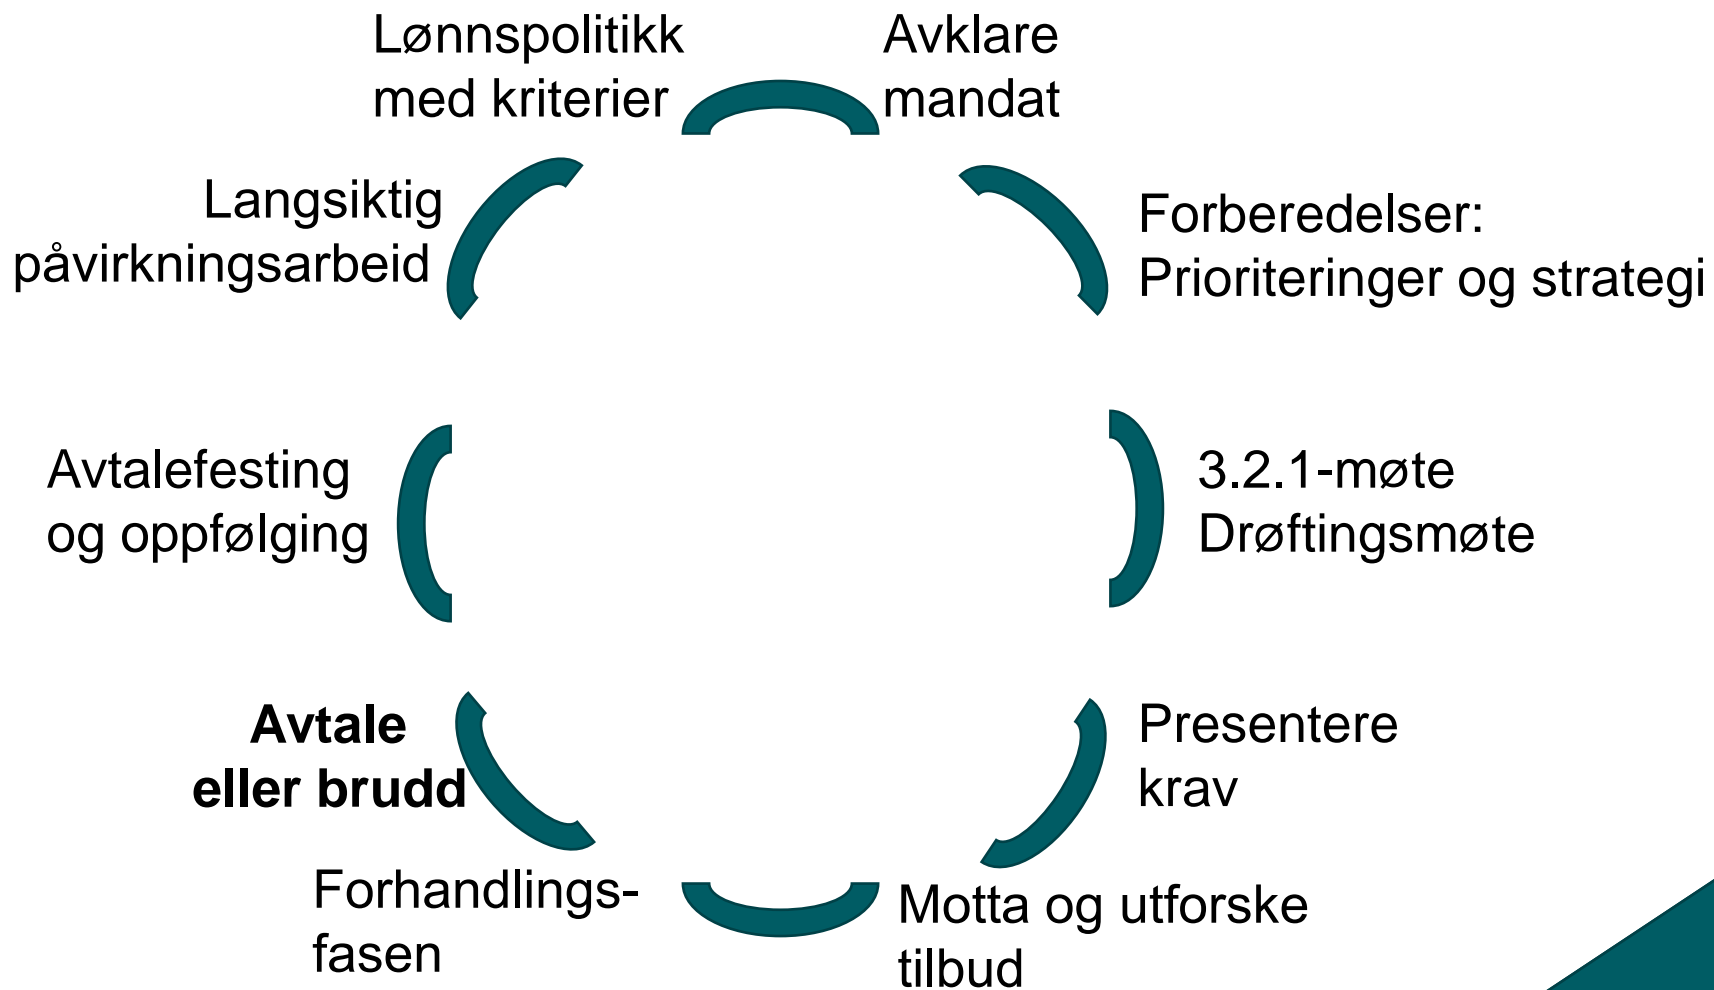 Lønnspolitikk
med kriterier
Avklare
mandat
Forberedelser:
Prioriteringer og strategi
3.2.1-møte
Drøftingsmøte
Presentere
krav
Motta og utforske
tilbud
Forhandlings-
fasen
Avtale
eller brudd
Avtalefesting
og oppfølging
Langsiktig
påvirkningsarbeid